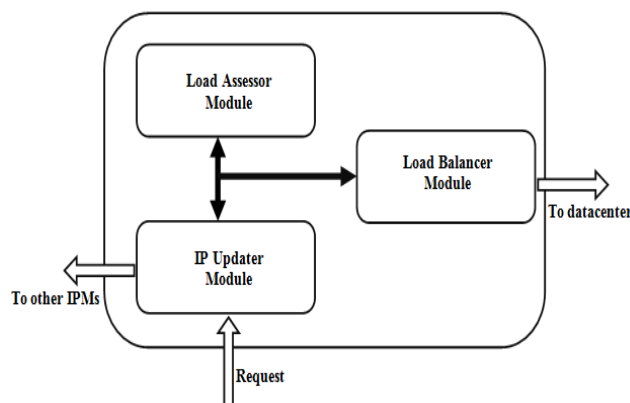 Load Assessor
Module
Load Balancer
Module
To datacenter
IP Updater
Module
To other IPMs
Request